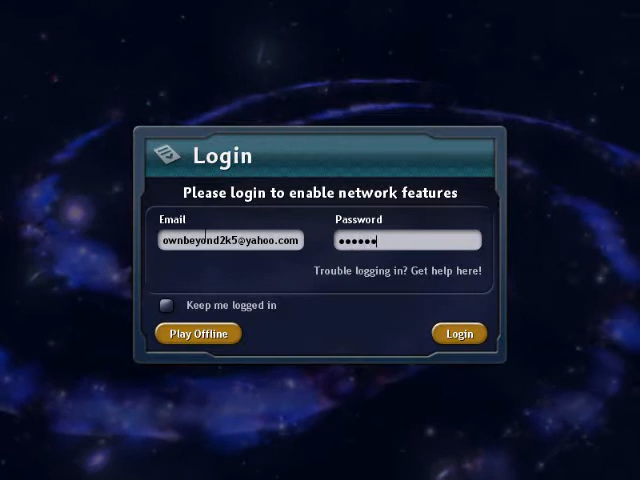 Login
Please login to enable network features
Email
Password
ownbeyond2k5@yahoo.com
••••••
Trouble logging in? Get help here!
Keep me logged in
Play Offline
Login